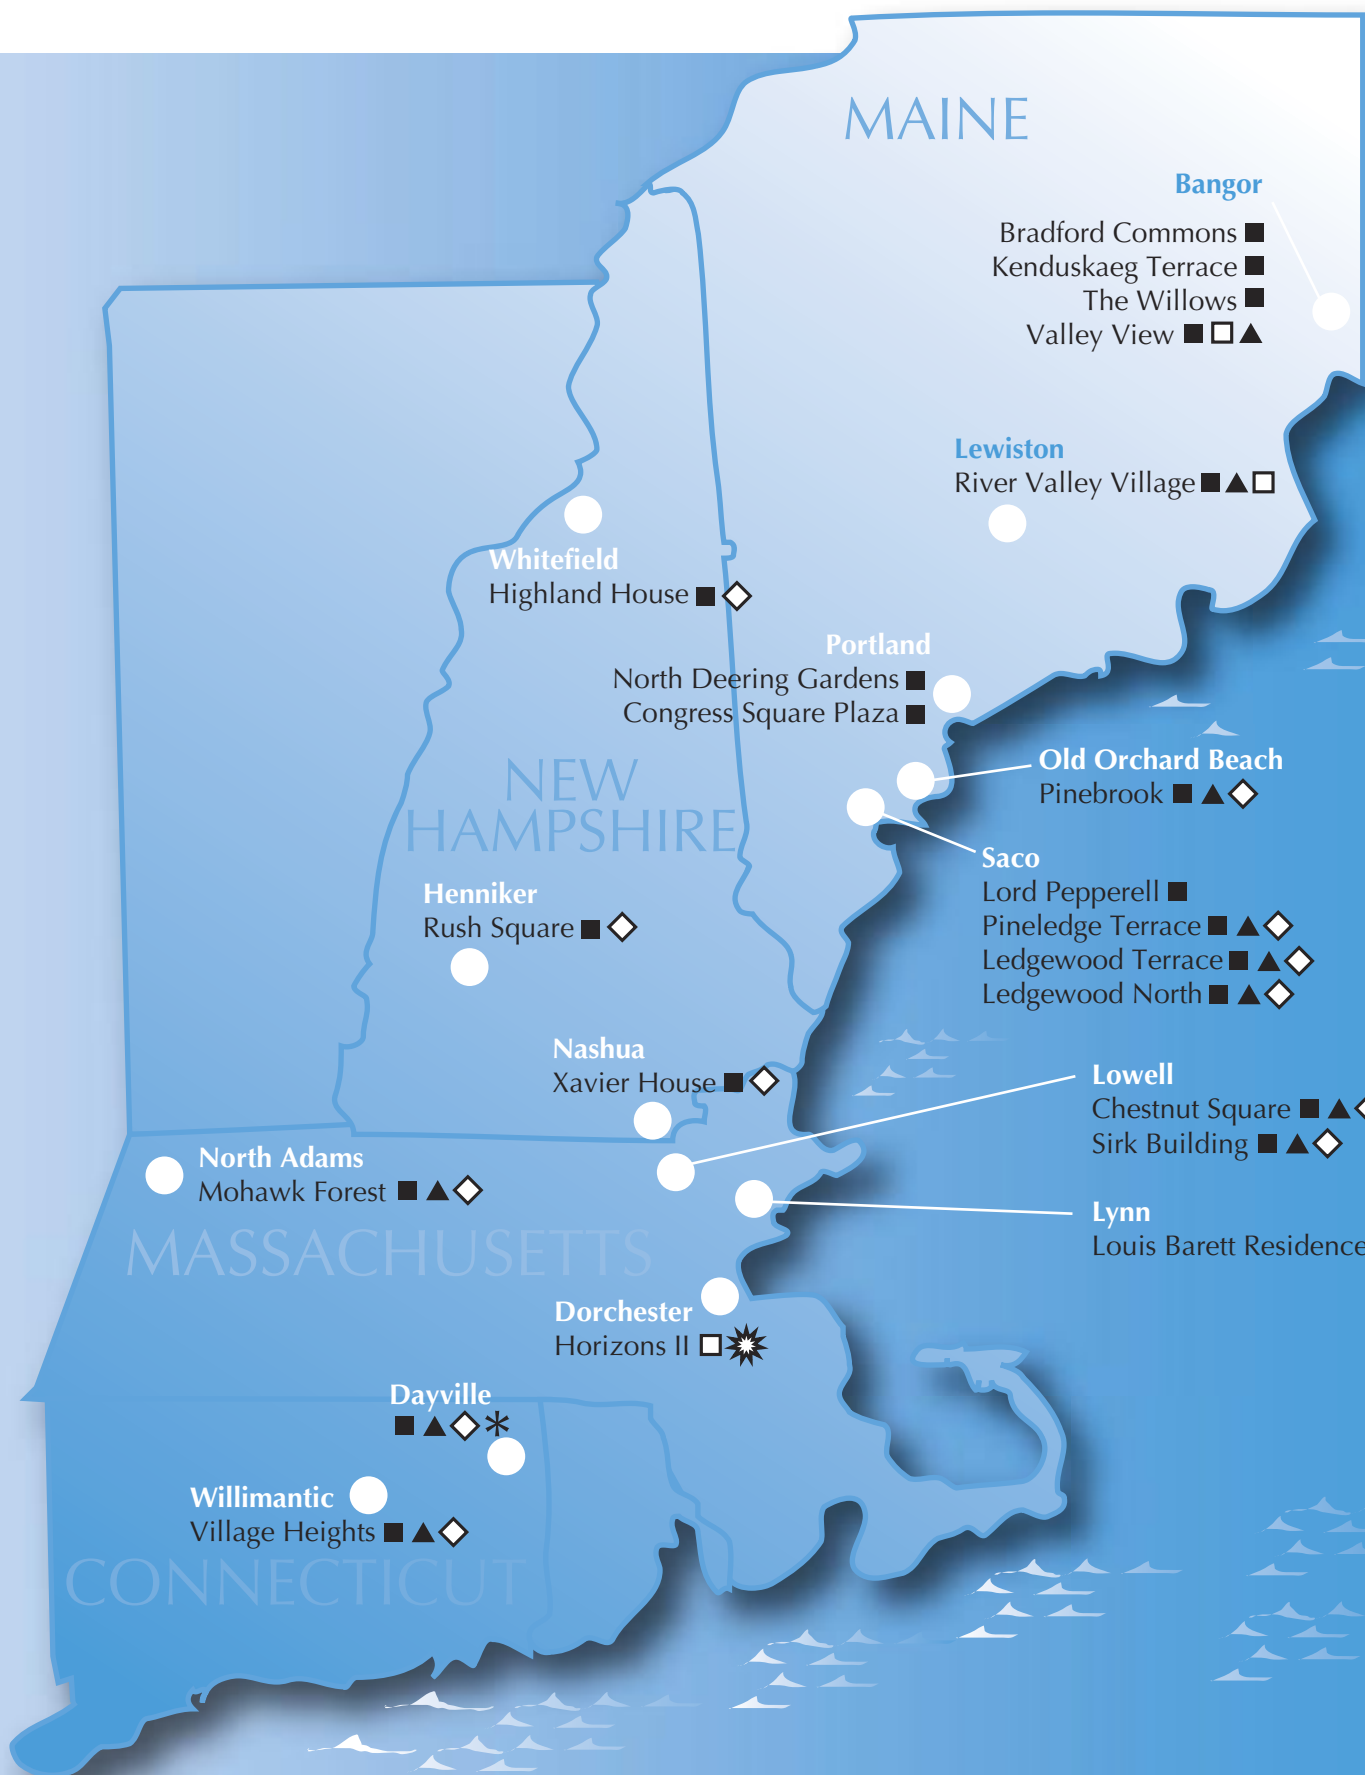 MAINE
Bangor
Bradford Commons
Kenduskaeg Terrace
The Willows
Valley View
Lewiston
River Valley Village
Whitefield
Highland House
Portland
North Deering Gardens
Congress Square Plaza
Old Orchard Beach
Pinebrook
NEW
HAMPSHIRE
Saco
Lord Pepperell
Pineledge Terrace
Ledgewood Terrace
Ledgewood North
Henniker
Rush Square
Nashua
Xavier House
Lowell
Chestnut Square
Sirk Building
North Adams
Mohawk Forest
Lynn
Louis Barett Residence
MASSACHUSETTS
Dorchester
Horizons II
Dayville
*
Willimantic
Village Heights
CONNECTICUT